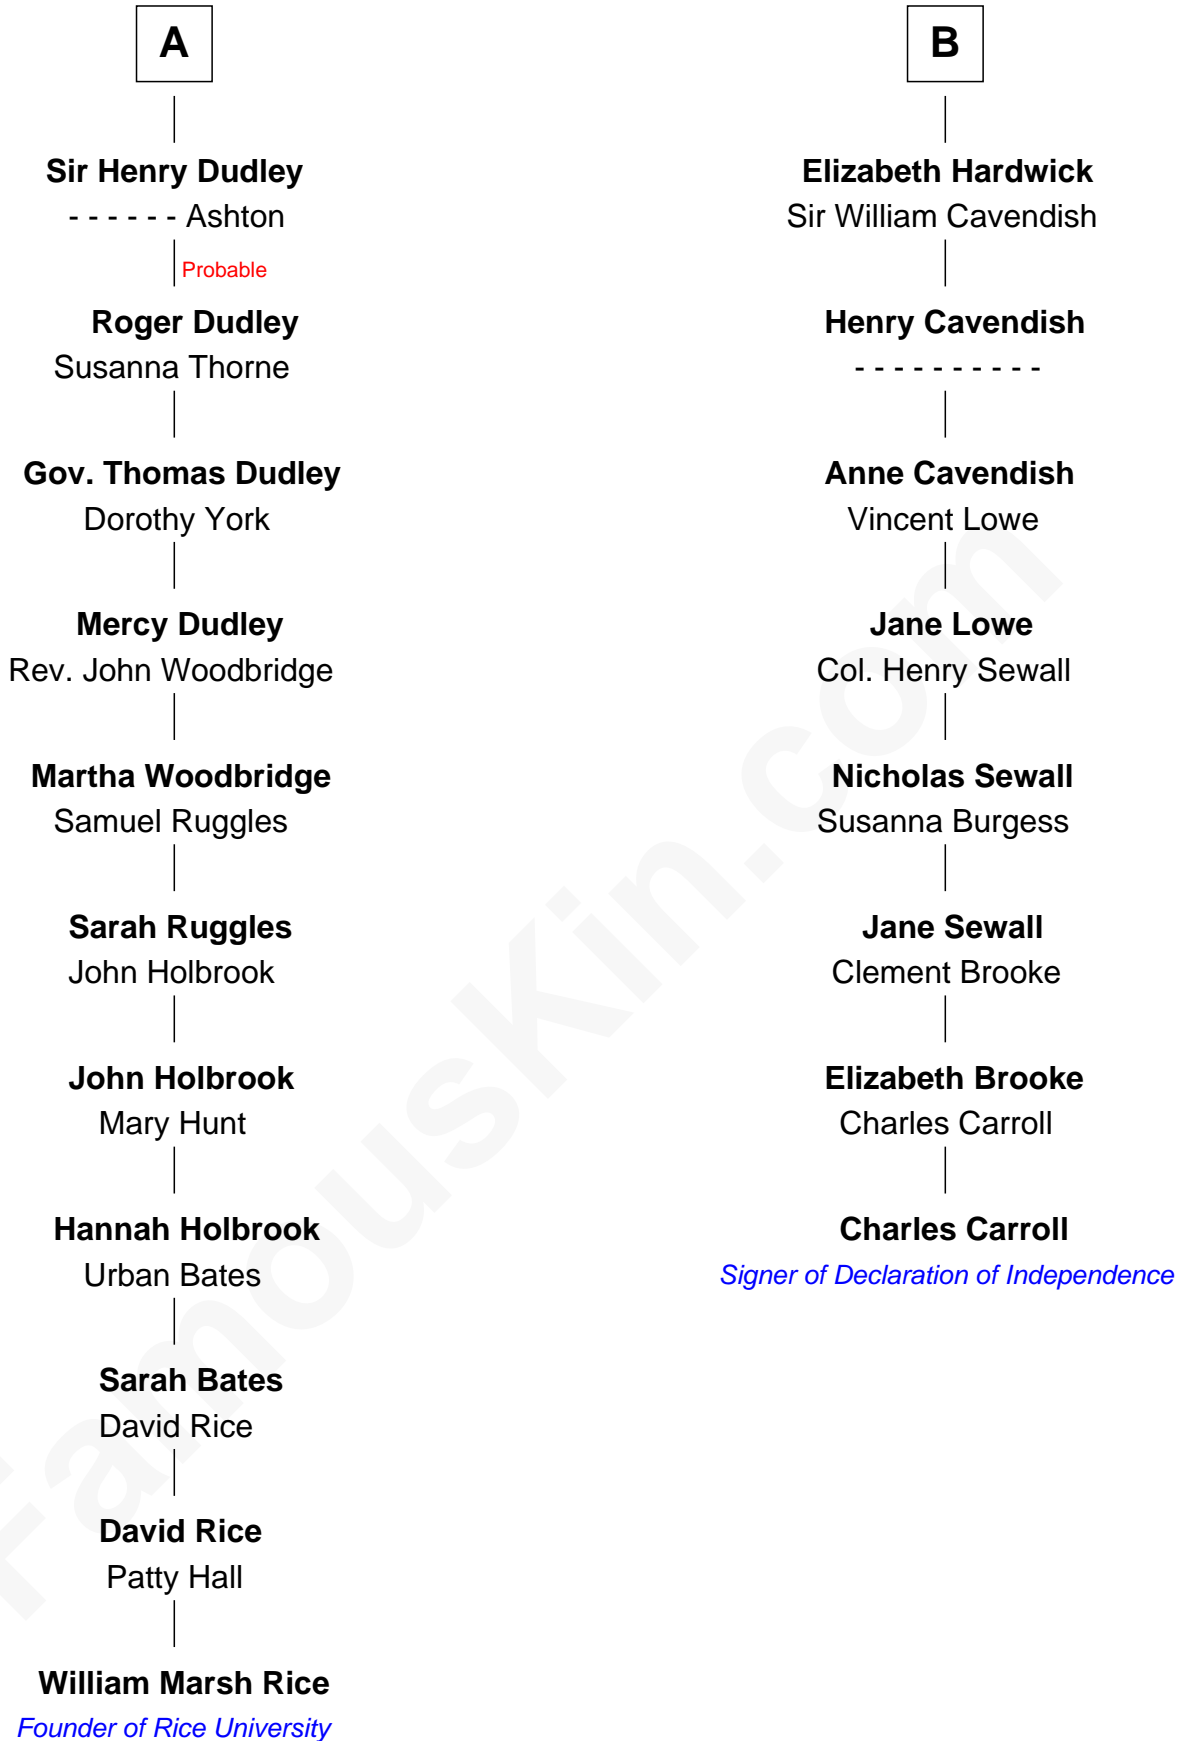 A
Sir Henry Dudley
- - - - - - Ashton
Probable
Roger Dudley
Susanna Thorne
Gov. Thomas Dudley
Dorothy York
Mercy Dudley
Rev. John Woodbridge
Martha Woodbridge
Samuel Ruggles
Sarah Ruggles
John Holbrook
John Holbrook
Mary Hunt
Hannah Holbrook
Urban Bates
Sarah Bates
David Rice
David Rice
Patty Hall
William Marsh Rice
Founder of Rice University
B
Elizabeth Hardwick
Sir William Cavendish
Henry Cavendish
- - - - - - - - - -
Anne Cavendish
Vincent Lowe
Jane Lowe
Col. Henry Sewall
Nicholas Sewall
Susanna Burgess
Jane Sewall
Clement Brooke
Elizabeth Brooke
Charles Carroll
Charles Carroll
Signer of Declaration of Independence
FamousKin.com